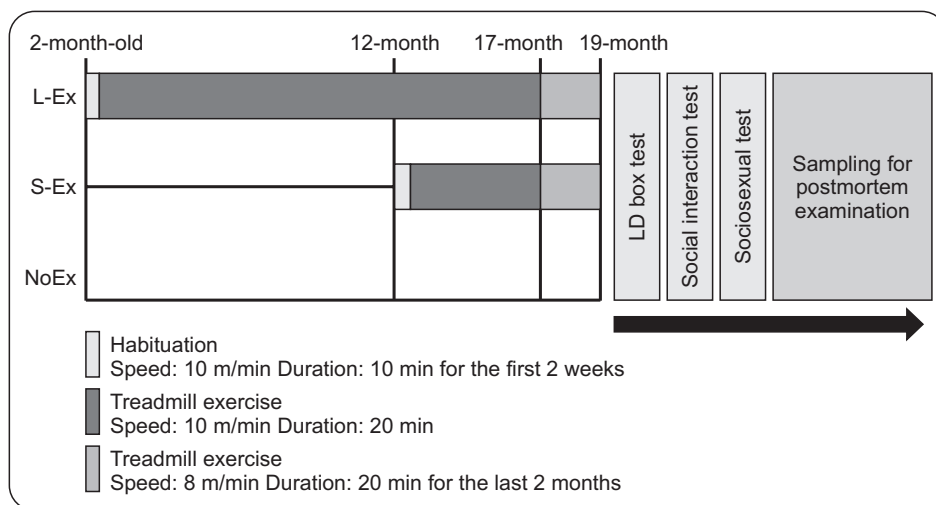 2-month-old 12-month 17-month 19-month
L-Ex
S-Ex
NoEx
LD box test
Social interaction test
Sociosexual test
Sampling for
postmortem
examination
Habituation
Speed: 10 m/min Duration: 10 min for the first 2 weeks
Treadmill exercise
Speed: 10 m/min Duration: 20 min
Treadmill exercise
Speed: 8 m/min Duration: 20 min for the last 2 months